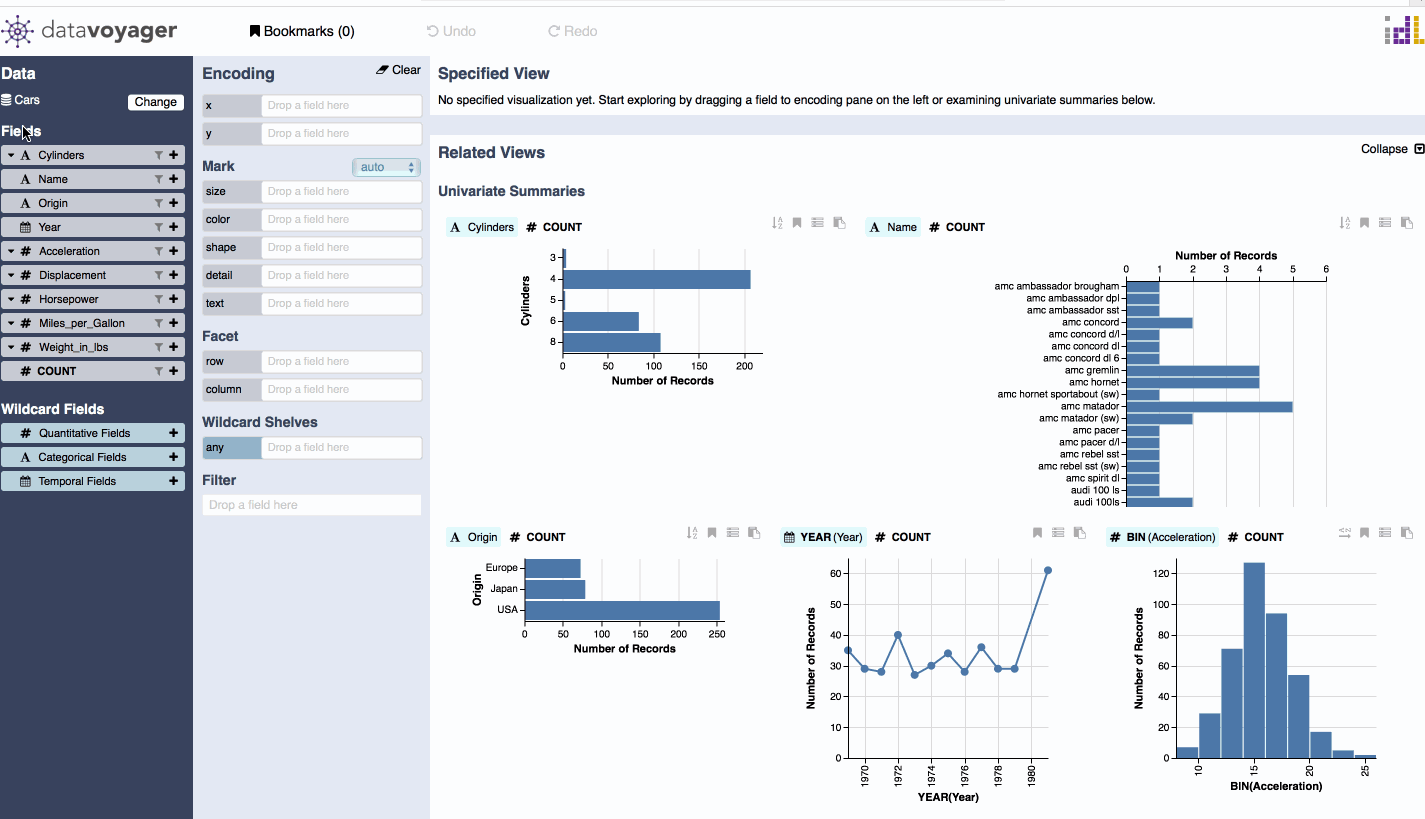 datavoyager
Bookmarks (0)
Undo
Redo
Data
Cars
Change
Fields
A Cylinders
A Name
A Origin
Year
# Acceleration
# Displacement
# Horsepower
# Miles_per_Gallon
# Weight_in_lbs
# COUNT
Wildcard Fields
# Quantitative Fields +
A Categorical Fields +
Temporal Fields +
Encoding
Clear
x Drop a field here
y Drop a field here
Mark
auto
size Drop a field here
color Drop a field here
shape Drop a field here
detail Drop a field here
text Drop a field here
Facet
row Drop a field here
column Drop a field here
Wildcard Shelves
any Drop a field here
Filter
Drop a field here
Specified View
No specified visualization yet. Start exploring by dragging a field to encoding pane on the left or examining univariate summaries below.
Related Views
Collapse
Univariate Summaries
A Cylinders # COUNT
Cylinders
3
4
5
6
8
0 50 100 150 200
Number of Records
A Name # COUNT
Number of Records
0 1 2 3 4 5 6
amc ambassador brougham
amc ambassador dpl
amc ambassador sst
amc concord
amc concord d/l
amc concord dl
amc concord dl 6
amc gremlin
amc hornet
amc hornet sportabout (sw)
amc matador
amc matador (sw)
amc pacer
amc pacer d/l
amc rebel sst
amc rebel sst (sw)
amc spirit dl
audi 100 ls
audi 100ls
A Origin # COUNT
Origin
Europe
Japan
USA
0 50 100 150 200 250
Number of Records
YEAR (Year) # COUNT
Number of Records
60
50
40
30
20
10
0
1970 1972 1974 1976 1978 1980
YEAR(Year)
# BIN (Acceleration) # COUNT
Number of Records
120
100
80
60
40
20
0
10 15 20 25
BIN(Acceleration)